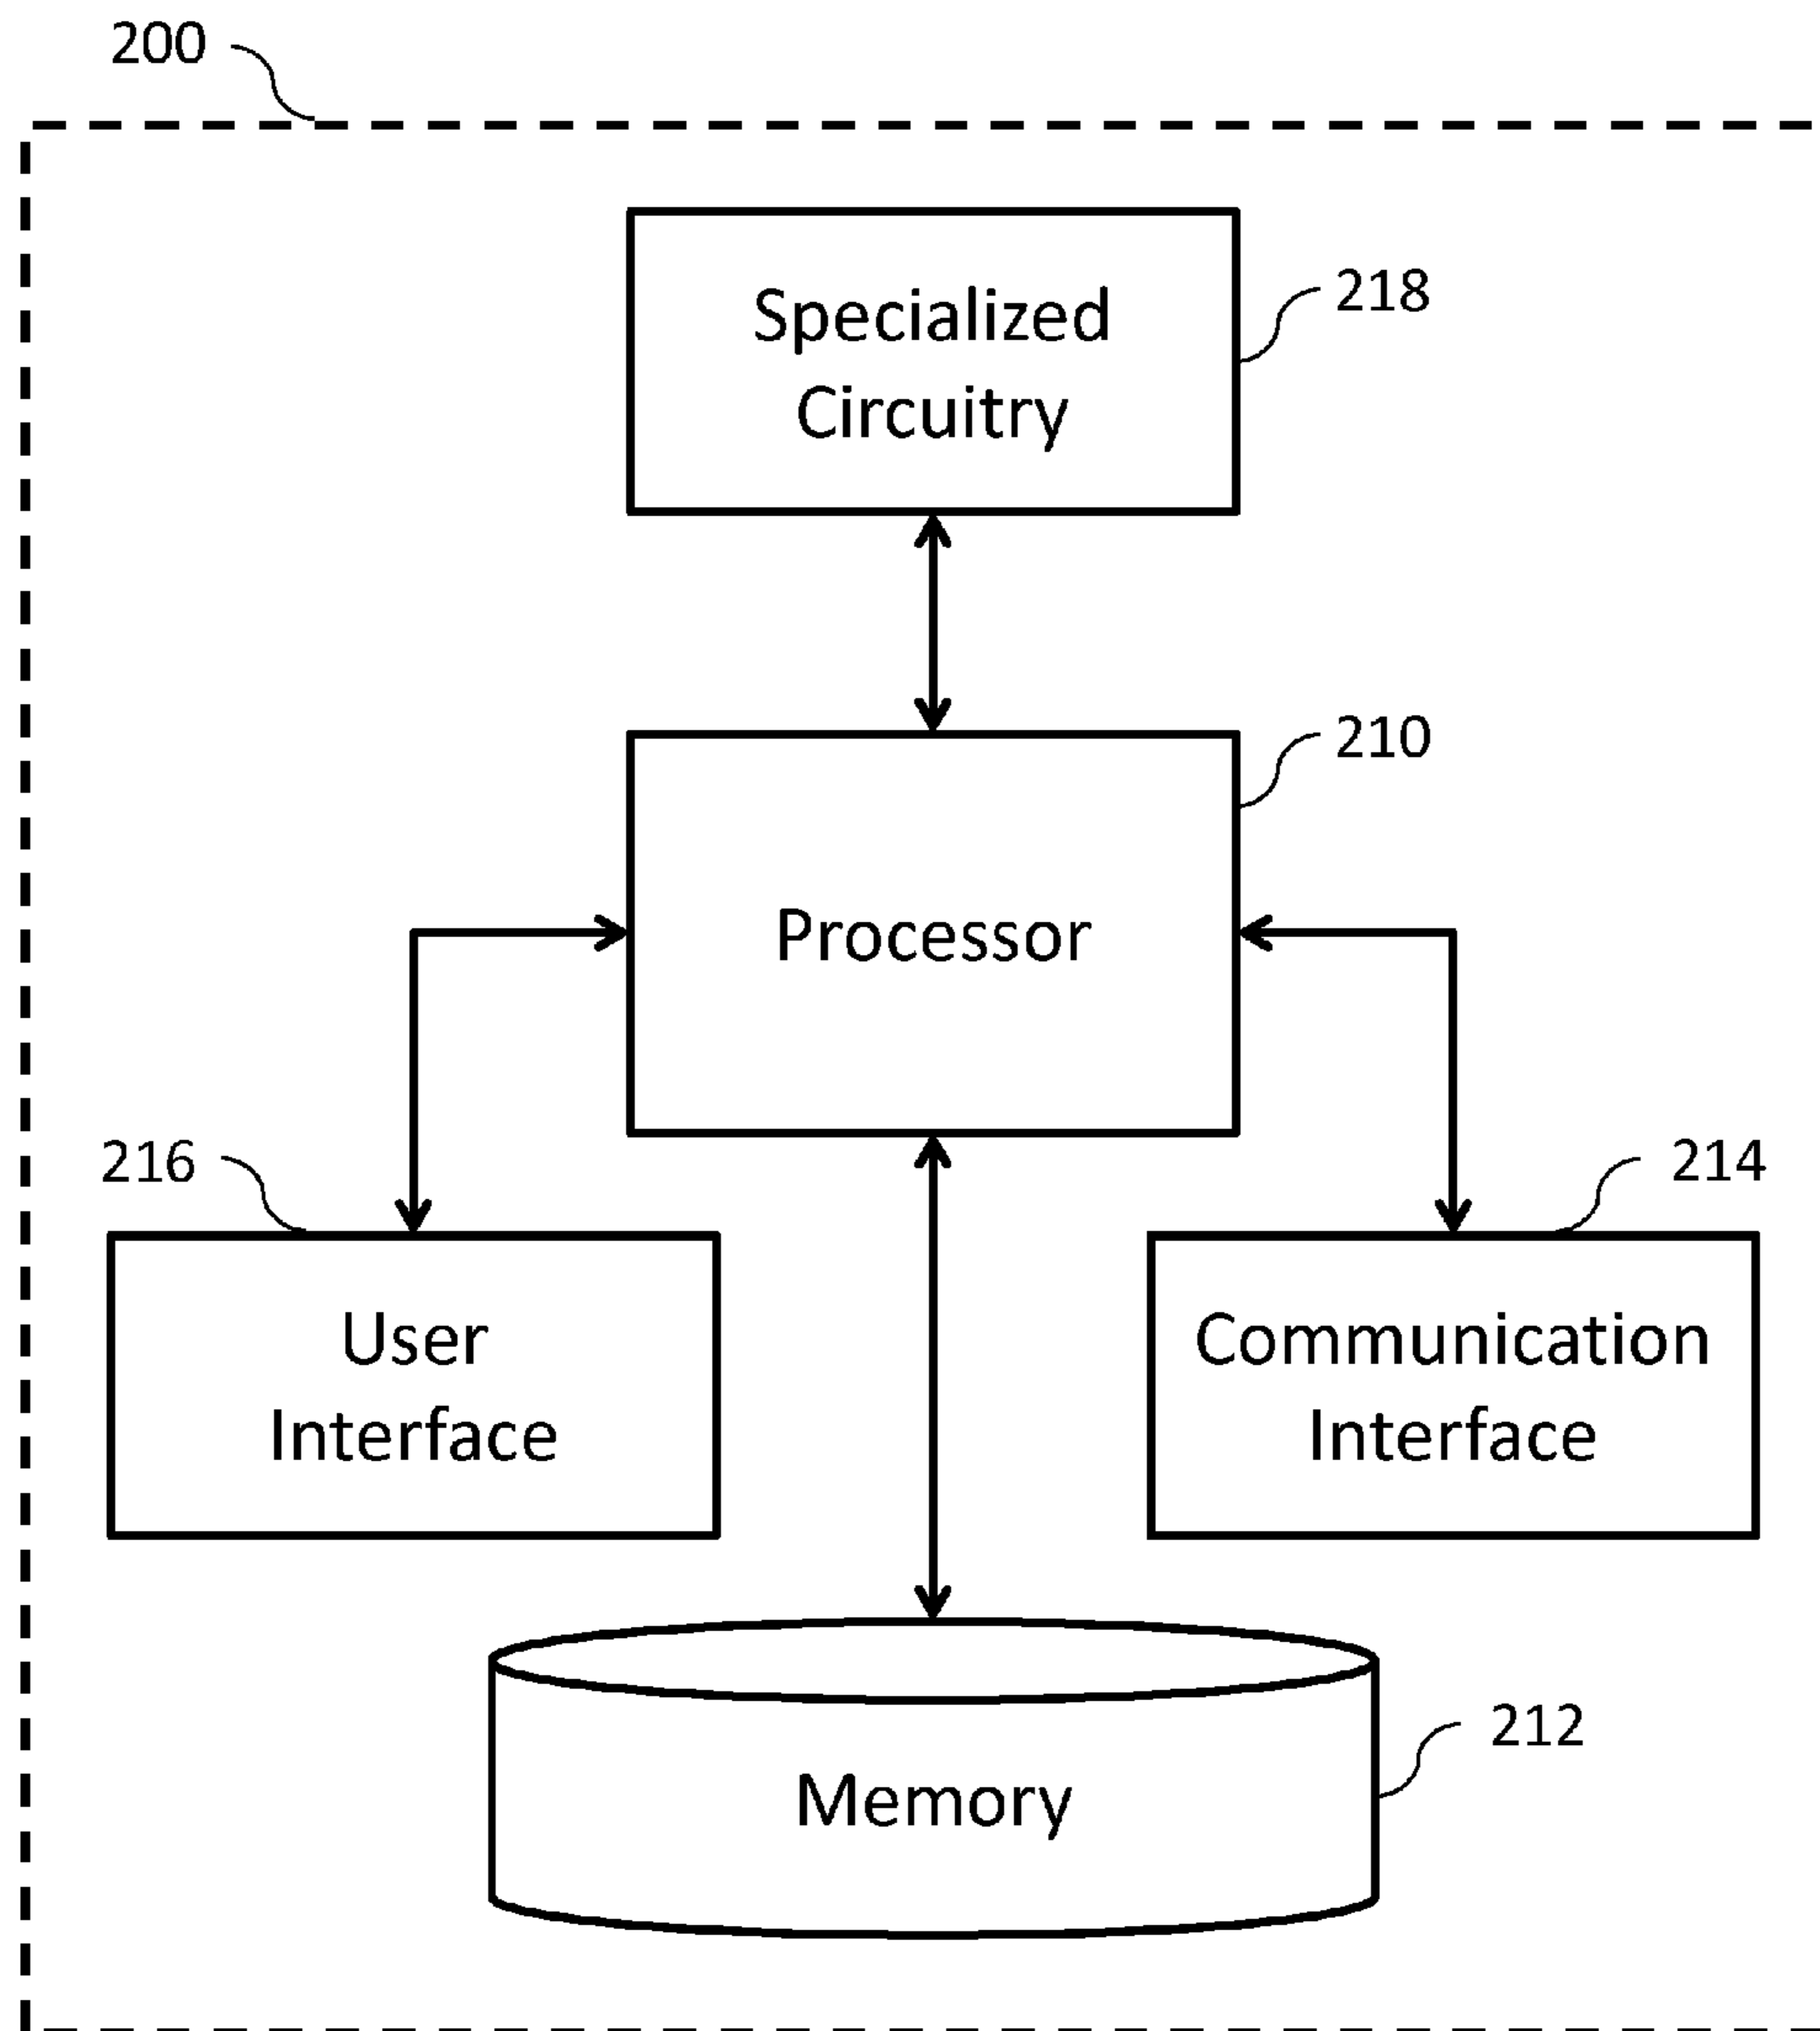 200
Specialized
Circuitry
218
210
Processor
216
214
User
Interface
Communication
Interface
212
Memory